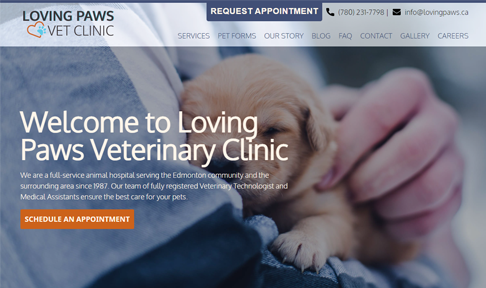 LOVING PAWS
VET CLINIC
REQUEST APPOINTMENT
(780) 231-7798 | info@lovingpaws.ca
SERVICES PET FORMS OUR STORY BLOG FAQ CONTACT GALLERY CAREERS
Welcome to Loving
Paws Veterinary Clinic
We are a full-service animal hospital serving the Edmonton community and the
surrounding area since 1987. Our team of fully registered Veterinary Technologist and
Medical Assistants ensure the best care for your pets.
SCHEDULE AN APPOINTMENT